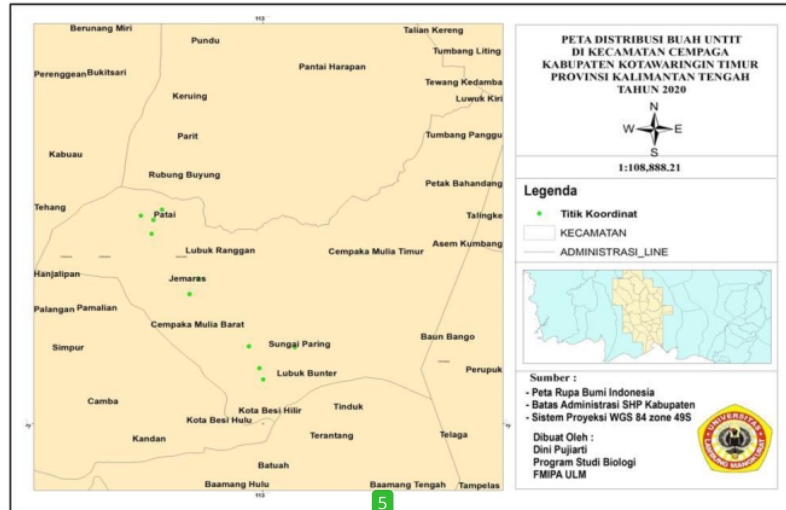 113
Berunang Miri
Pundu
Talian Kereng
Tumbang Liting
Perenggean Bukitsari
Pantai Harapan
Tewang Kedamba
Keruing
Luwuk Kiri
Parit
Tumbang Panggu
Kabuau
Rubung Buyung
Petak Bahandang
Tehang
Patai
Talingke
Lubuk Ranggan
Cempaka Mulia Timur
Asem Kumbang
Hanjalipan
Jemaras
Palangan Pamalian
Cempaka Mulia Barat
Simpur
Sungai Paring
Baun Bango
Lubuk Bunter
Perupuk
Camba
Kota Besi Hilir
Tinduk
Kota Besi Hulu
Kandan
Terantang
Telaga
Batuah
Baamang Hulu
Baamang Tengah
Tampelas
113
PETA DISTRIBUSI BUAH UNTIT
DI KECAMATAN CEMPAGA
KABUPATEN KOTAWARINGIN TIMUR
PROVINSI KALIMANTAN TENGAH
TAHUN 2020
N
W E
S
1:108,888.21
Legenda
Titik Koordinat
KECAMATAN
ADMINISTRASI_LINE
Sumber :
- Peta Rupa Bumi Indonesia
- Batas Administrasi SHP Kabupaten
- Sistem Proyeksi WGS 84 zone 49S
Dibuat Oleh :
Dini Pujiarti
Program Studi Biologi
FMIPA ULM
UNIVERSITAS
LAMBUNG MANGKURAT
5